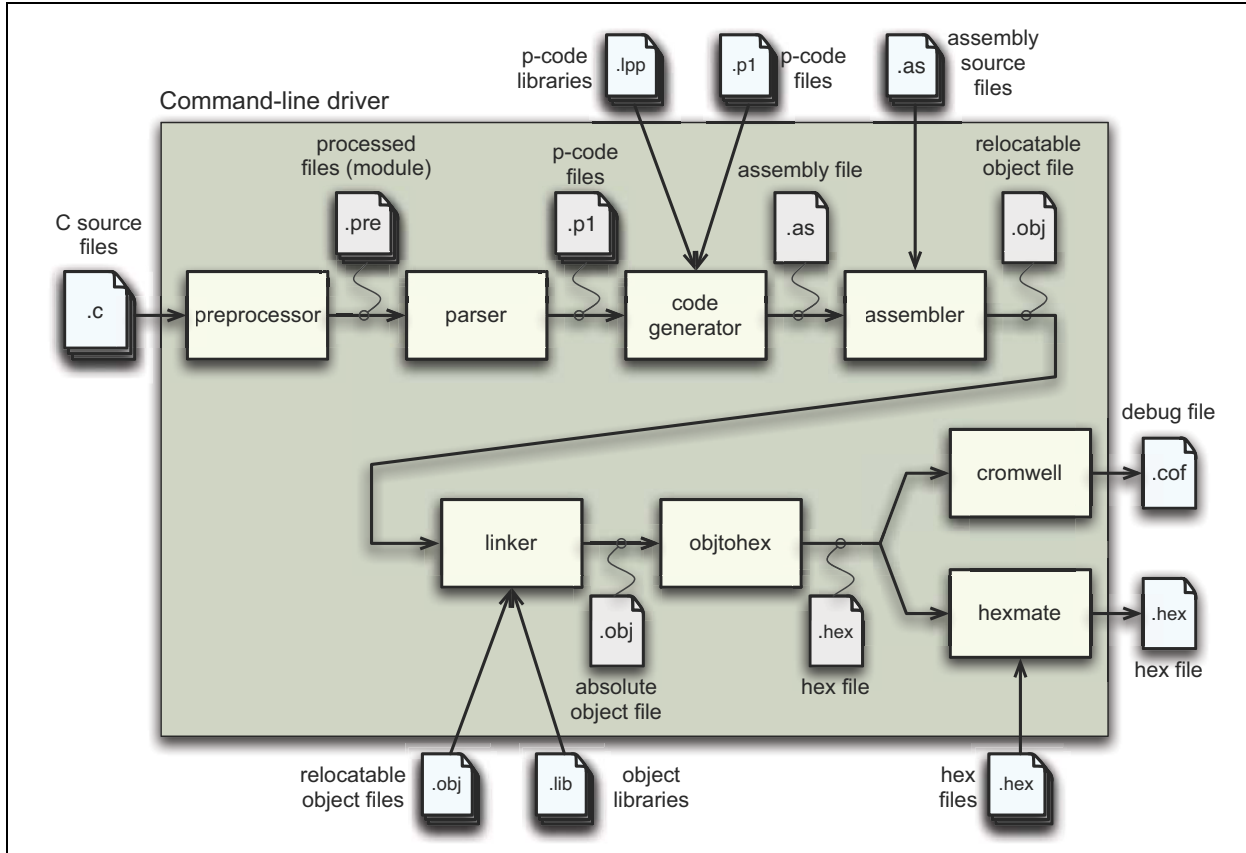 p-code
libraries
.lpp
.p1
p-code
files
.as
assembly
source
files
Command-line driver
processed
files (module)
.pre
p-code
files
.p1
assembly file
.as
relocatable
object file
.obj
C source
files
.c
preprocessor
parser
code
generator
assembler
debug file
.cof
cromwell
linker
objtohex
hexmate
.hex
hex file
.obj
absolute
object file
.hex
hex file
relocatable
object files
.obj
.lib
object
libraries
hex
files
.hex